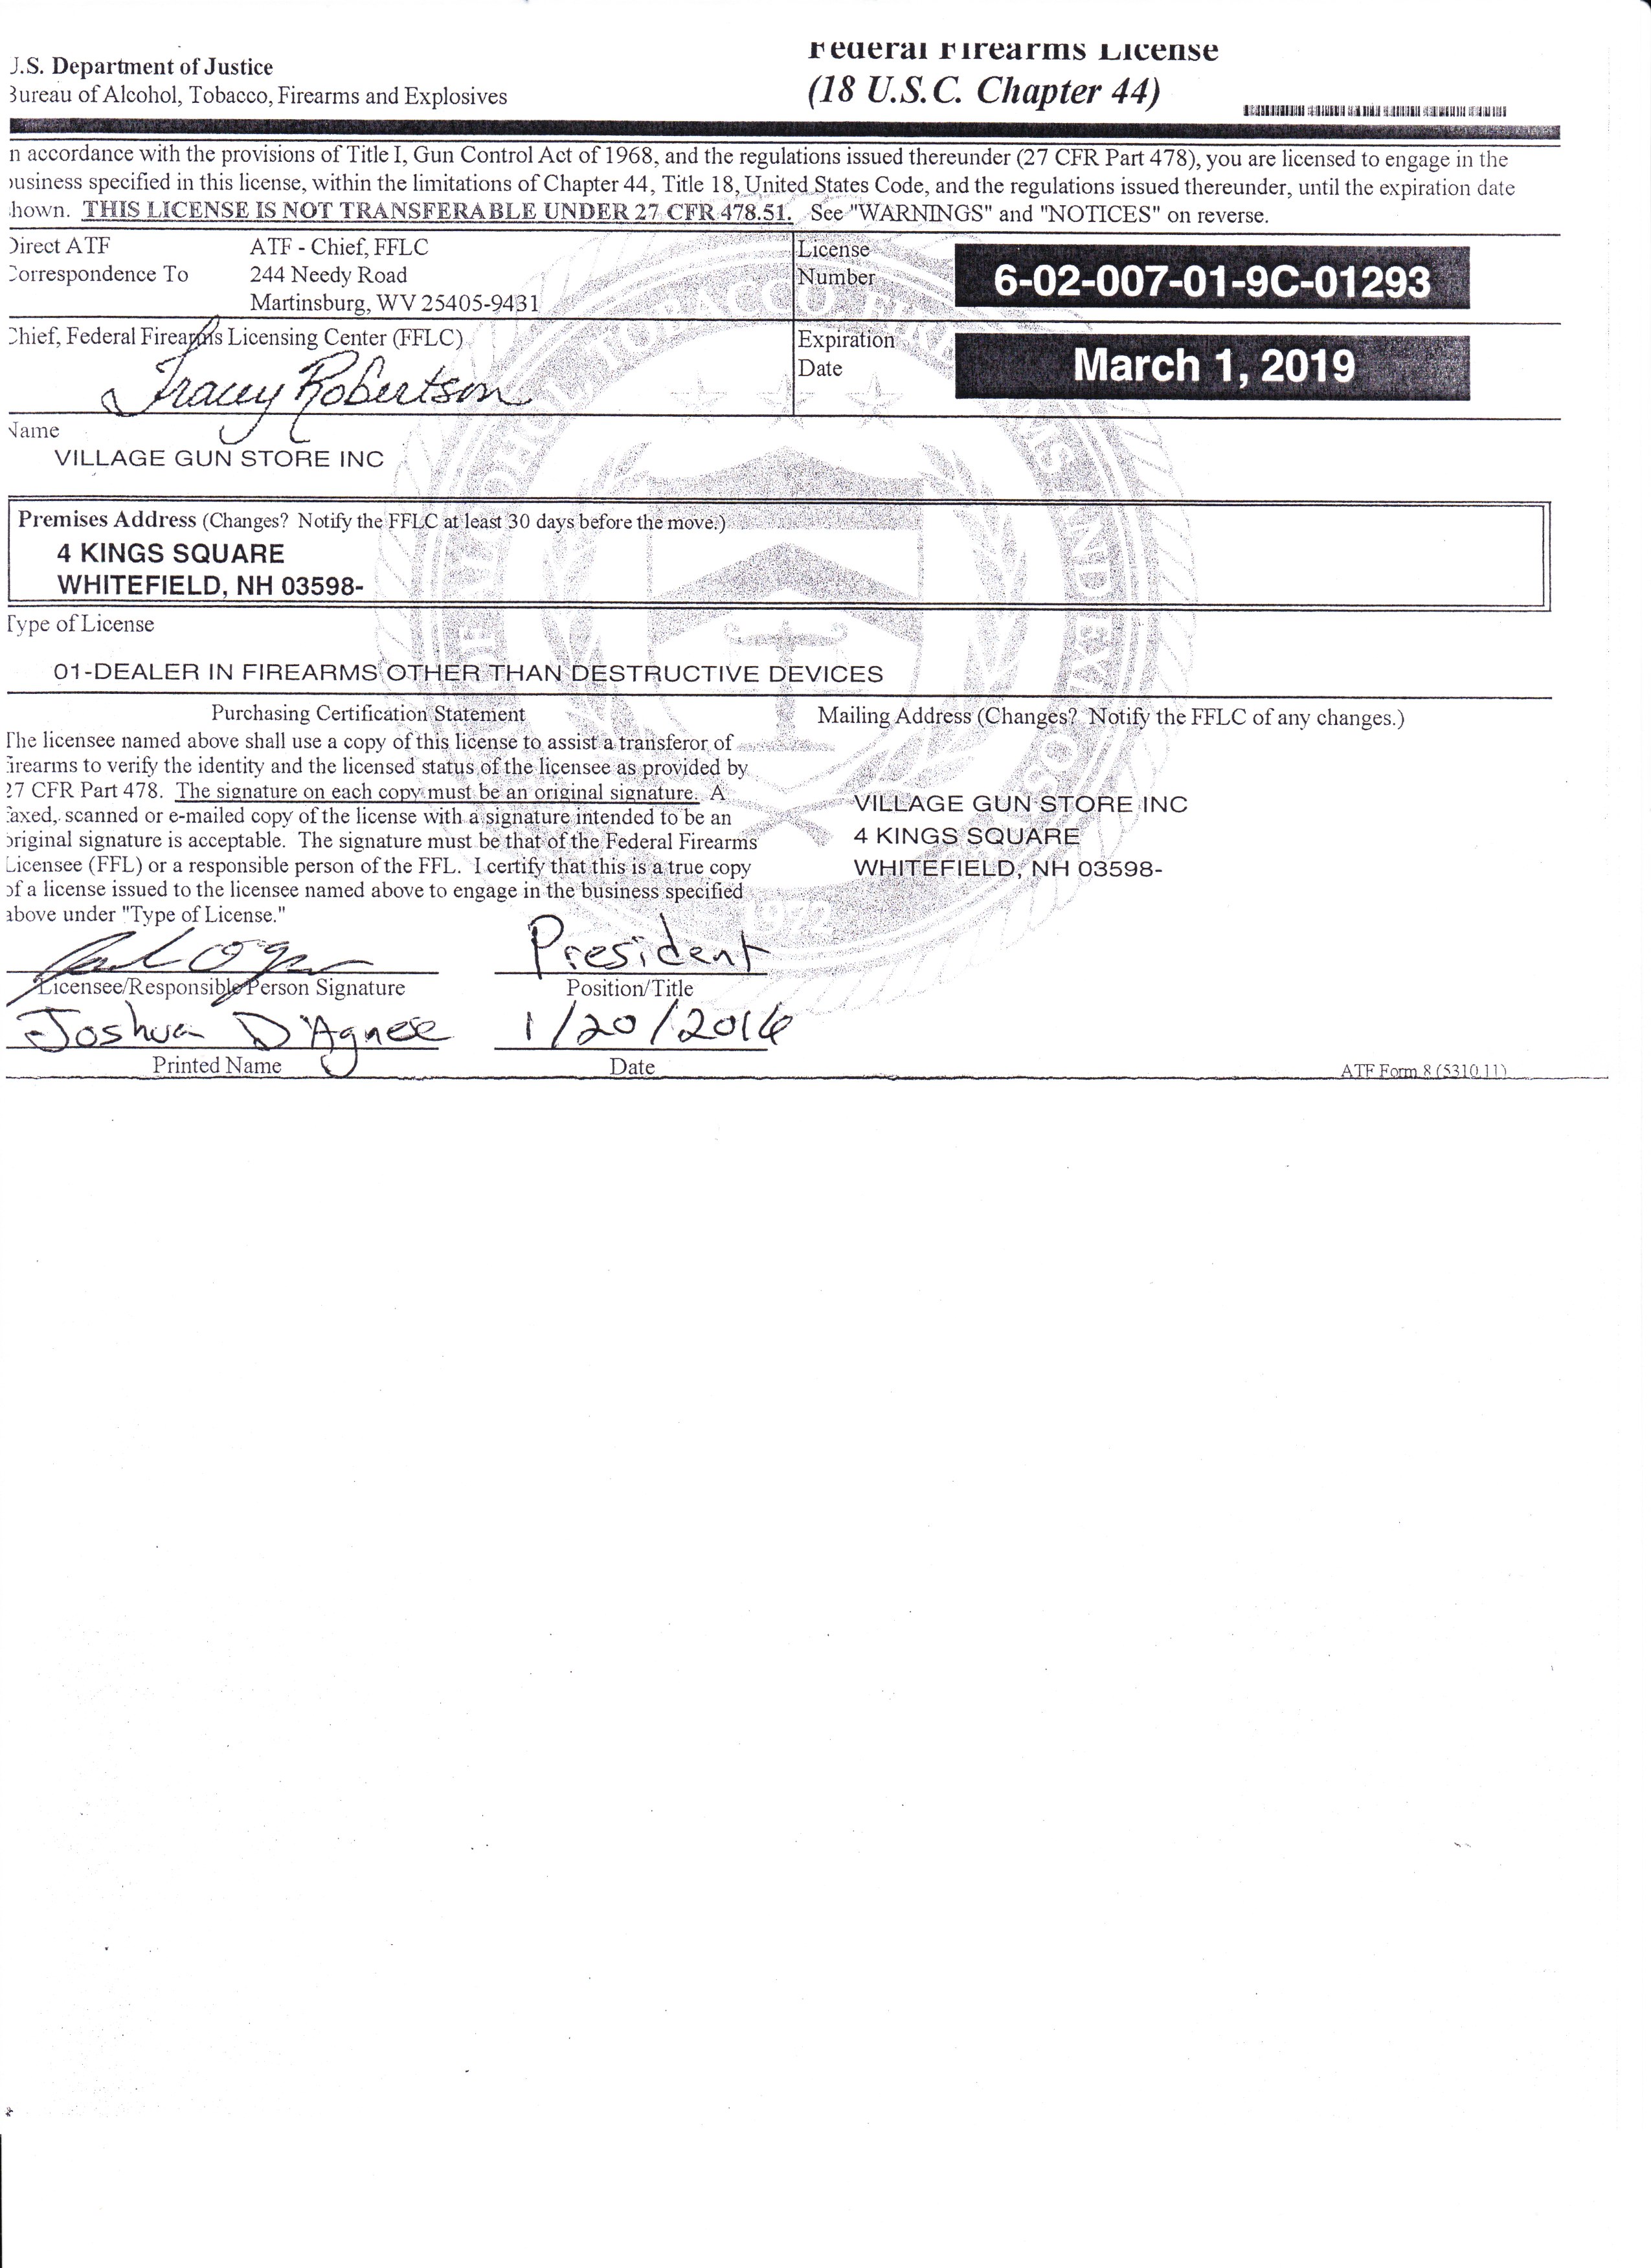 Federal Firearms License
(18 U.S.C. Chapter 44)
J.S. Department of Justice
Bureau of Alcohol, Tobacco, Firearms and Explosives
n accordance with the provisions of Title I, Gun Control Act of 1968, and the regulations issued thereunder (27 CFR Part 478), you are licensed to engage in the
business specified in this license, within the limitations of Chapter 44, Title 18, United States Code, and the regulations issued thereunder, until the expiration date
hown. THIS LICENSE IS NOT TRANSFERABLE UNDER 27 CFR 478.51. See "WARNINGS" and "NOTICES" on reverse.
Direct ATF
Correspondence To
ATF - Chief, FFLC
244 Needy Road
Martinsburg, WV 25405-9431
License
Number
6-02-007-01-9C-01293
Chief, Federal Firearms Licensing Center (FFLC)
Tracey Robertson
Expiration
Date
March 1, 2019
Name
VILLAGE GUN STORE INC
Premises Address (Changes? Notify the FFLC at least 30 days before the move.)
4 KINGS SQUARE
WHITEFIELD, NH 03598-
Type of License
01-DEALER IN FIREARMS OTHER THAN DESTRUCTIVE DEVICES
Purchasing Certification Statement
The licensee named above shall use a copy of this license to assist a transferor of
firearms to verify the identity and the licensed status of the licensee as provided by
27 CFR Part 478. The signature on each copy must be an original signature. A
faxed, scanned or e-mailed copy of the license with a signature intended to be an
original signature is acceptable. The signature must be that of the Federal Firearms
Licensee (FFL) or a responsible person of the FFL. I certify that this is a true copy
of a license issued to the licensee named above to engage in the business specified
above under "Type of License."
Mailing Address (Changes? Notify the FFLC of any changes.)
VILLAGE GUN STORE INC
4 KINGS SQUARE
WHITEFIELD, NH 03598-
President
Licensee/Responsible Person Signature
Position/Title
Joshua D'Agnese
1/20/2016
Printed Name
Date
ATF Form 8 (5310.11)
1972